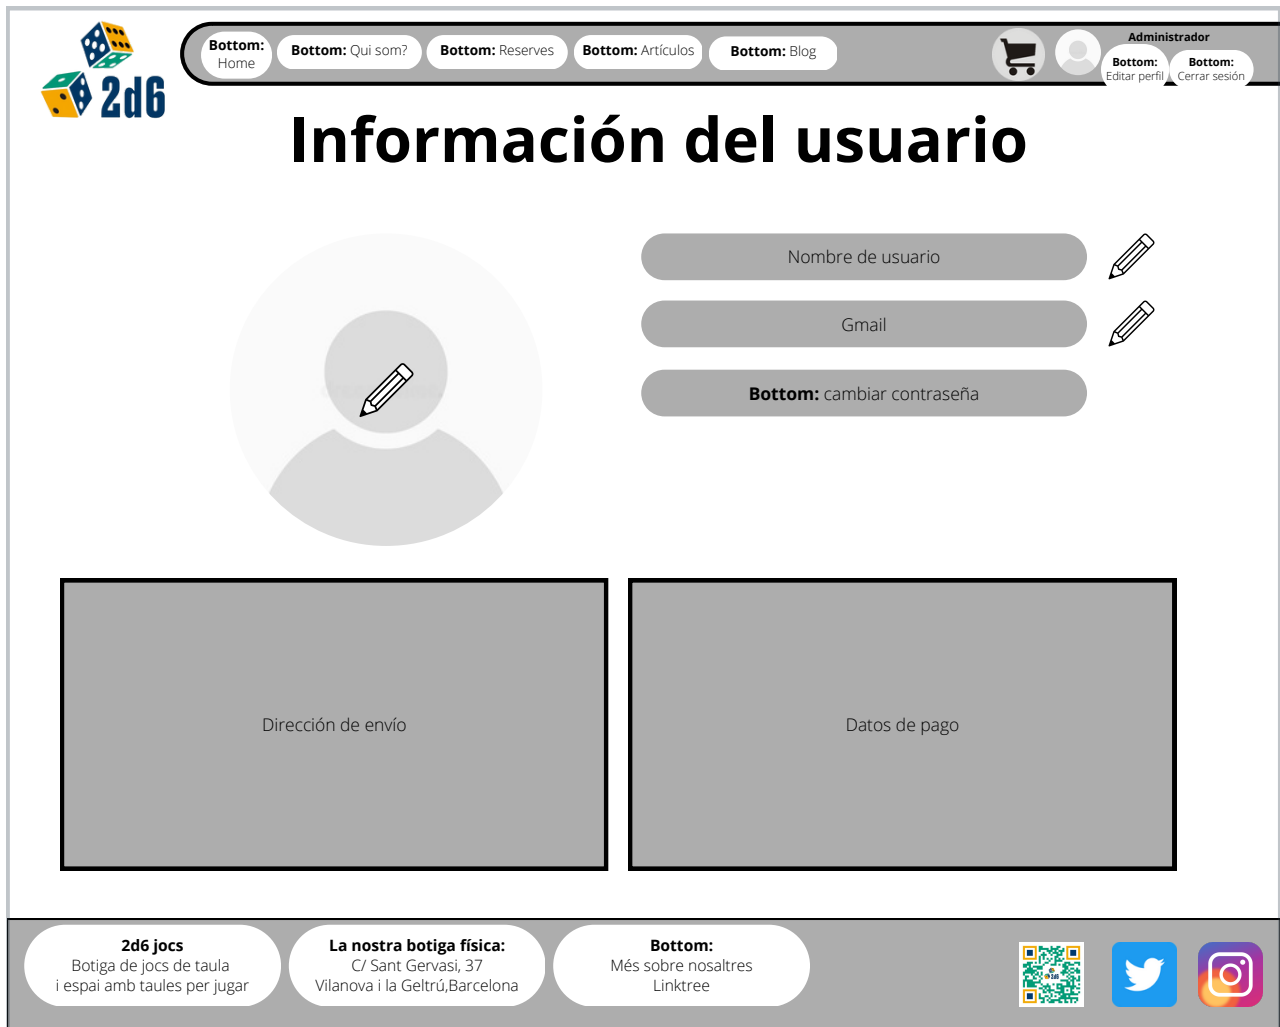 2d6
Bottom:
Home
Bottom: Qui som?
Bottom: Reserves
Bottom: Artículos
Bottom: Blog
Administrador
Bottom:
Editar perfil
Bottom:
Cerrar sesión
Información del usuario
Nombre de usuario
Gmail
Bottom: cambiar contraseña
Dirección de envío
Datos de pago
2d6 jocs
Botiga de jocs de taula
i espai amb taules per jugar
La nostra botiga física:
C/ Sant Gervasi, 37
Vilanova i la Geltrú,Barcelona
Bottom:
Més sobre nosaltres
Linktree
2d6